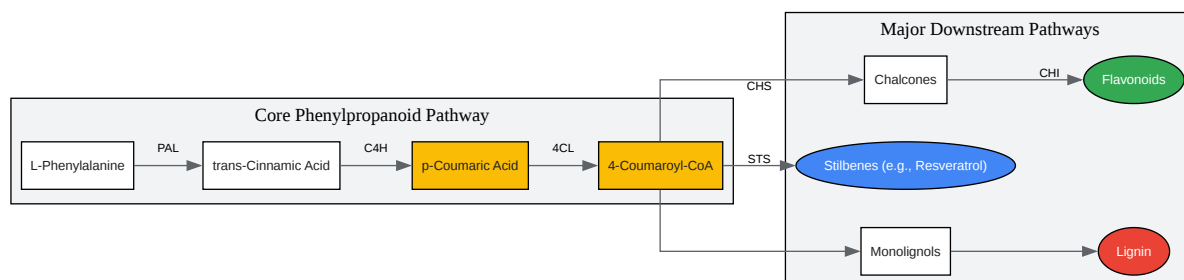 Major Downstream Pathways
Chalcones
CHI
Flavonoids
CHS
Core Phenylpropanoid Pathway
L-Phenylalanine
PAL
trans-Cinnamic Acid
C4H
p-Coumaric Acid
4CL
4-Coumaroyl-CoA
STS
Stilbenes (e.g., Resveratrol)
Monolignols
Lignin